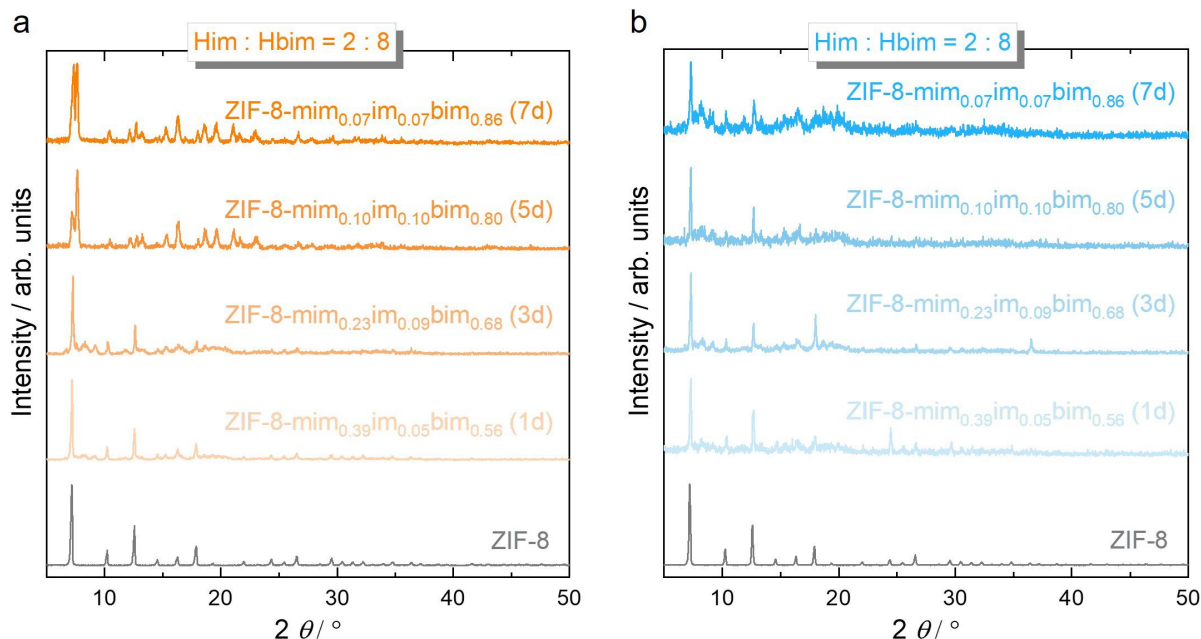 a
Him : Hbim = 2 : 8
ZIF-8-mim0.07im0.07bim0.86 (7d)
ZIF-8-mim0.10im0.10bim0.80 (5d)
ZIF-8-mim0.23im0.09bim0.68 (3d)
ZIF-8-mim0.39im0.05bim0.56 (1d)
ZIF-8
Intensity / arb. units
10 20 30 40 50
2 θ / °
b
Him : Hbim = 2 : 8
ZIF-8-mim0.07im0.07bim0.86 (7d)
ZIF-8-mim0.10im0.10bim0.80 (5d)
ZIF-8-mim0.23im0.09bim0.68 (3d)
ZIF-8-mim0.39im0.05bim0.56 (1d)
ZIF-8
Intensity / arb. units
10 20 30 40 50
2 θ / °